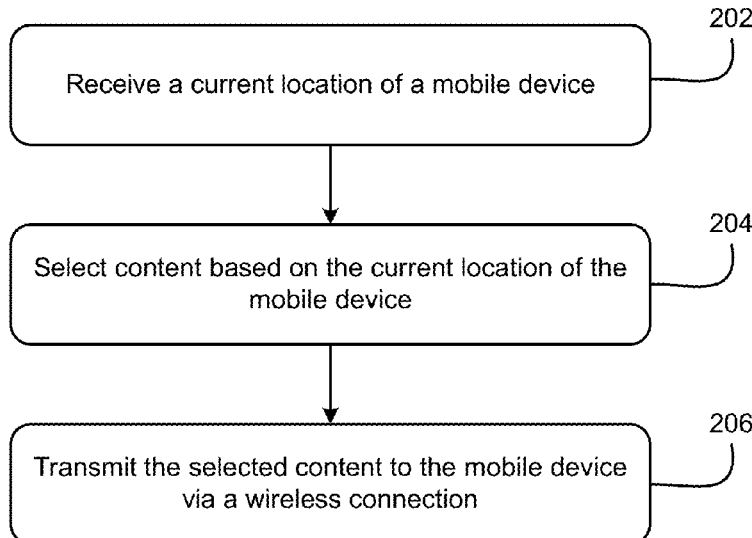 202
Receive a current location of a mobile device
204
Select content based on the current location of the
mobile device
206
Transmit the selected content to the mobile device
via a wireless connection